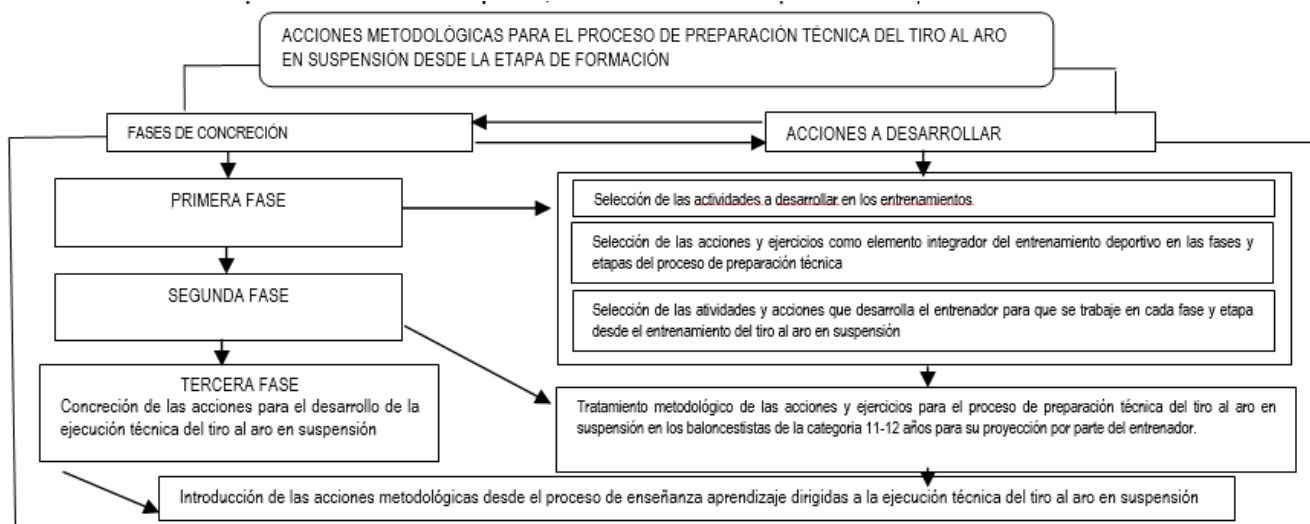 ACCIONES METODOLÓGICAS PARA EL PROCESO DE PREPARACIÓN TÉCNICA DEL TIRO AL ARO
EN SUSPENSIÓN DESDE LA ETAPA DE FORMACIÓN
FASES DE CONCRECIÓN
ACCIONES A DESARROLLAR
PRIMERA FASE
Selección de las actividades a desarrollar en los entrenamientos
Selección de las acciones y ejercicios como elemento integrador del entrenamiento deportivo en las fases y
etapas del proceso de preparación técnica
SEGUNDA FASE
Selección de las atividades y acciones que desarrolla el entrenador para que se trabaje en cada fase y etapa
desde el entrenamiento del tiro al aro en suspensión
TERCERA FASE
Concreción de las acciones para el desarrollo de la
ejecución técnica del tiro al aro en suspensión
Tratamiento metodológico de las acciones y ejercicios para el proceso de preparación técnica del tiro al aro en
suspensión en los baloncestistas de la categoria 11-12 años para su proyección por parte del entrenador.
Introducción de las acciones metodológicas desde el proceso de enseñanza aprendizaje dirigidas a la ejecución técnica del tiro al aro en suspensión